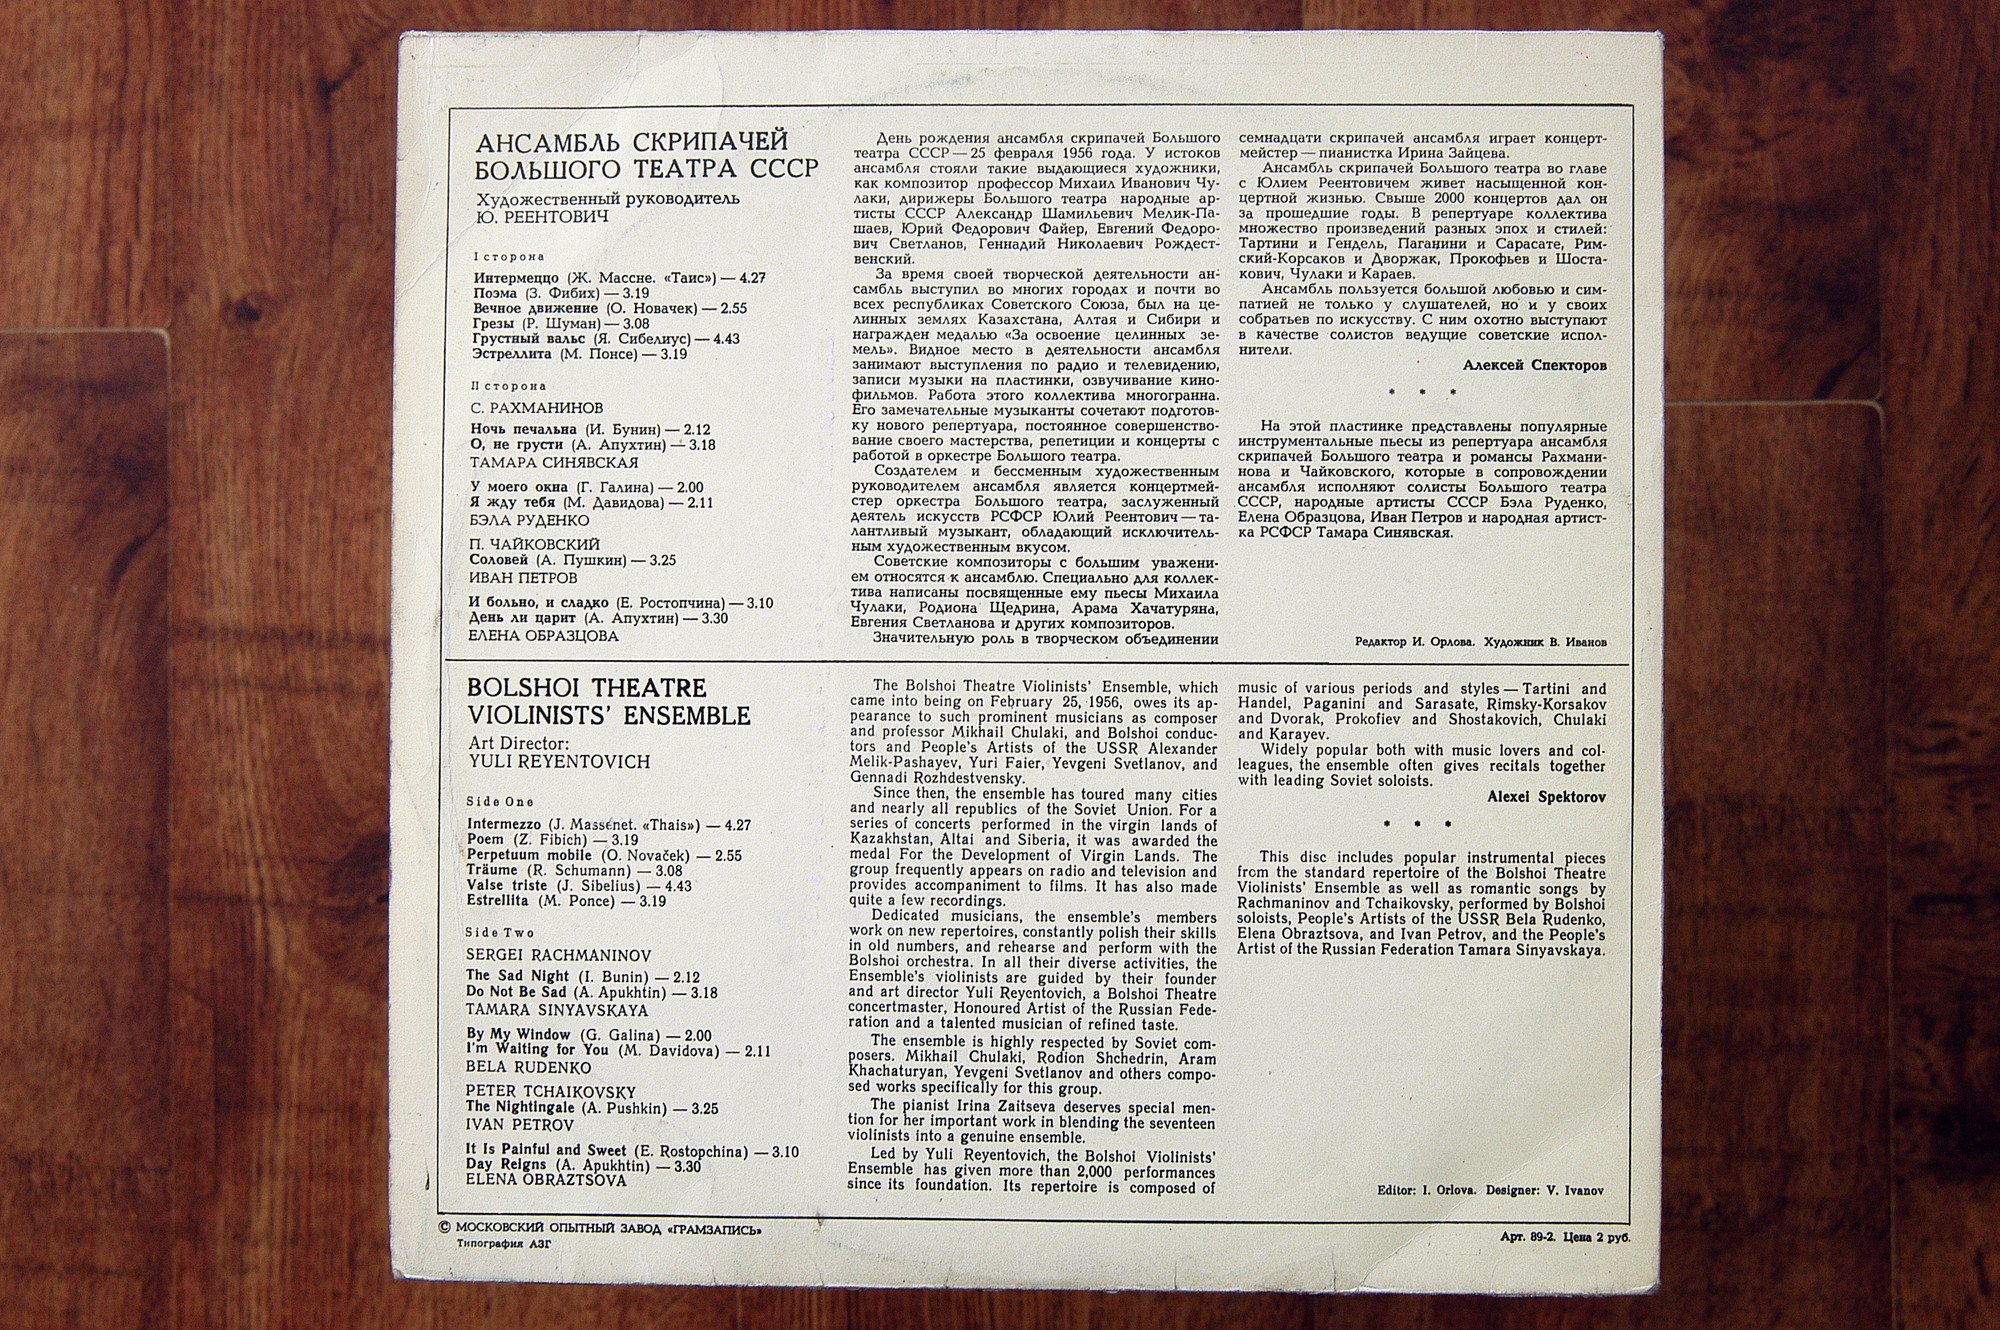 АНСАМБЛЬ СКРИПАЧЕЙ
БОЛЬШОГО ТЕАТРА СССР
Художественный руководитель
Ю. РЕЕНТОВИЧ
I сторона
Интермеццо (Ж. Массне. «Таис») — 4.27
Поэма (З. Фибих) — 3.19
Вечное движение (О. Новачек) — 2.55
Грезы (Р. Шуман) — 3.08
Грустный вальс (Я. Сибелиус) — 4.43
Эстреллита (М. Понсе) — 3.19
II сторона
С. РАХМАНИНОВ
Ночь печальна (И. Бунин) — 2.12
О, не грусти (А. Апухтин) — 3.18
ТАМАРА СИНЯВСКАЯ
У моего окна (Г. Галина) — 2.00
Я жду тебя (М. Давидова) — 2.11
БЭЛА РУДЕНКО
П. ЧАЙКОВСКИЙ
Соловей (А. Пушкин) — 3.25
ИВАН ПЕТРОВ
И больно, и сладко (Е. Ростопчина) — 3.10
День ли царит (А. Апухтин) — 3.30
ЕЛЕНА ОБРАЗЦОВА
День рождения ансамбля скрипачей Большого
театра СССР — 25 февраля 1956 года. У истоков
ансамбля стояли такие выдающиеся художники,
как композитор профессор Михаил Иванович Чу-
лаки, дирижеры Большого театра народные ар-
тисты СССР Александр Шамильевич Мелик-Па-
шаев, Юрий Федорович Файер, Евгений Федоро-
вич Светланов, Геннадий Николаевич Рождест-
венский.
За время своей творческой деятельности ан-
самбль выступил во многих городах и почти во
всех республиках Советского Союза, был на це-
линных землях Казахстана, Алтая и Сибири и
награжден медалью «За освоение целинных зе-
мель». Видное место в деятельности ансамбля
занимают выступления по радио и телевидению,
записи музыки на пластинки, озвучивание кино-
фильмов. Работа этого коллектива многогранна.
Его замечательные музыканты сочетают подготов-
ку нового репертуара, постоянное совершенство-
вание своего мастерства, репетиции и концерты с
работой в оркестре Большого театра.
Создателем и бессменным художественным
руководителем ансамбля является концертмей-
стер оркестра Большого театра, заслуженный
деятель искусств РСФСР Юлий Реентович — та-
лантливый музыкант, обладающий исключитель-
ным художественным вкусом.
Советские композиторы с большим уважени-
ем относятся к ансамблю. Специально для коллек-
тива написаны посвященные ему пьесы Михаила
Чулаки, Родиона Щедрина, Арама Хачатуряна,
Евгения Светланова и других композиторов.
Значительную роль в творческом объединении
семнадцати скрипачей ансамбля играет концерт-
мейстер — пианистка Ирина Зайцева.
Ансамбль скрипачей Большого театра во главе
с Юлием Реентовичем живет насыщенной кон-
цертной жизнью. Свыше 2000 концертов дал он
за прошедшие годы. В репертуаре коллектива
множество произведений разных эпох и стилей:
Тартини и Гендель, Паганини и Сарасате, Рим-
ский-Корсаков и Дворжак, Прокофьев и Шоста-
кович, Чулаки и Караев.
Ансамбль пользуется большой любовью и сим-
патией не только у слушателей, но и у своих
собратьев по искусству. С ним охотно выступают
в качестве солистов ведущие советские испол-
нители.
Алексей Спекторов
* * *
На этой пластинке представлены популярные
инструментальные пьесы из репертуара ансамбля
скрипачей Большого театра и романсы Рахмани-
нова и Чайковского, которые в сопровождении
ансамбля исполняют солисты Большого театра
СССР, народные артисты СССР Бэла Руденко,
Елена Образцова, Иван Петров и народная артист-
ка РСФСР Тамара Синявская.
Редактор И. Орлова. Художник В. Иванов
BOLSHOI THEATRE
VIOLINISTS' ENSEMBLE
Art Director:
YULI REYENTOVICH
Side One
Intermezzo (J. Massenet. «Thais») — 4.27
Poem (Z. Fibich) — 3.19
Perpetuum mobile (O. Novaček) — 2.55
Träume (R. Schumann) — 3.08
Valse triste (J. Sibelius) — 4.43
Estrellita (M. Ponce) — 3.19
Side Two
SERGEI RACHMANINOV
The Sad Night (I. Bunin) — 2.12
Do Not Be Sad (A. Apukhtin) — 3.18
TAMARA SINYAVSKAYA
By My Window (G. Galina) — 2.00
I'm Waiting for You (M. Davidova) — 2.11
BELA RUDENKO
PETER TCHAIKOVSKY
The Nightingale (A. Pushkin) — 3.25
IVAN PETROV
It Is Painful and Sweet (E. Rostopchina) — 3.10
Day Reigns (A. Apukhtin) — 3.30
ELENA OBRAZTSOVA
The Bolshoi Theatre Violinists' Ensemble, which
came into being on February 25, 1956, owes its ap-
pearance to such prominent musicians as composer
and professor Mikhail Chulaki, and Bolshoi conduc-
tors and People's Artists of the USSR Alexander
Melik-Pashayev, Yuri Faier, Yevgeni Svetlanov, and
Gennadi Rozhdestvensky.
Since then, the ensemble has toured many cities
and nearly all republics of the Soviet Union. For a
series of concerts performed in the virgin lands of
Kazakhstan, Altai and Siberia, it was awarded the
medal For the Development of Virgin Lands. The
group frequently appears on radio and television and
provides accompaniment to films. It has also made
quite a few recordings.
Dedicated musicians, the ensemble's members
work on new repertoires, constantly polish their skills
in old numbers, and rehearse and perform with the
Bolshoi orchestra. In all their diverse activities, the
Ensemble's violinists are guided by their founder
and art director Yuli Reyentovich, a Bolshoi Theatre
concertmaster, Honoured Artist of the Russian Fede-
ration and a talented musician of refined taste.
The ensemble is highly respected by Soviet com-
posers. Mikhail Chulaki, Rodion Shchedrin, Aram
Khachaturyan, Yevgeni Svetlanov and others compo-
sed works specifically for this group.
The pianist Irina Zaitseva deserves special men-
tion for her important work in blending the seventeen
violinists into a genuine ensemble.
Led by Yuli Reyentovich, the Bolshoi Violinists'
Ensemble has given more than 2,000 performances
since its foundation. Its repertoire is composed of
music of various periods and styles — Tartini and
Handel, Paganini and Sarasate, Rimsky-Korsakov
and Dvorak, Prokofiev and Shostakovich, Chulaki
and Karayev.
Widely popular both with music lovers and col-
leagues, the ensemble often gives recitals together
with leading Soviet soloists.
Alexei Spektorov
* * *
This disc includes popular instrumental pieces
from the standard repertoire of the Bolshoi Theatre
Violinists' Ensemble as well as romantic songs by
Rachmaninov and Tchaikovsky, performed by Bolshoi
soloists, People's Artists of the USSR Bela Rudenko,
Elena Obraztsova, and Ivan Petrov, and the People's
Artist of the Russian Federation Tamara Sinyavskaya.
Editor: I. Orlova. Designer: V. Ivanov
© МОСКОВСКИЙ ОПЫТНЫЙ ЗАВОД «ГРАМЗАПИСЬ»
Типография АЗГ
Арт. 89-2. Цена 2 руб.